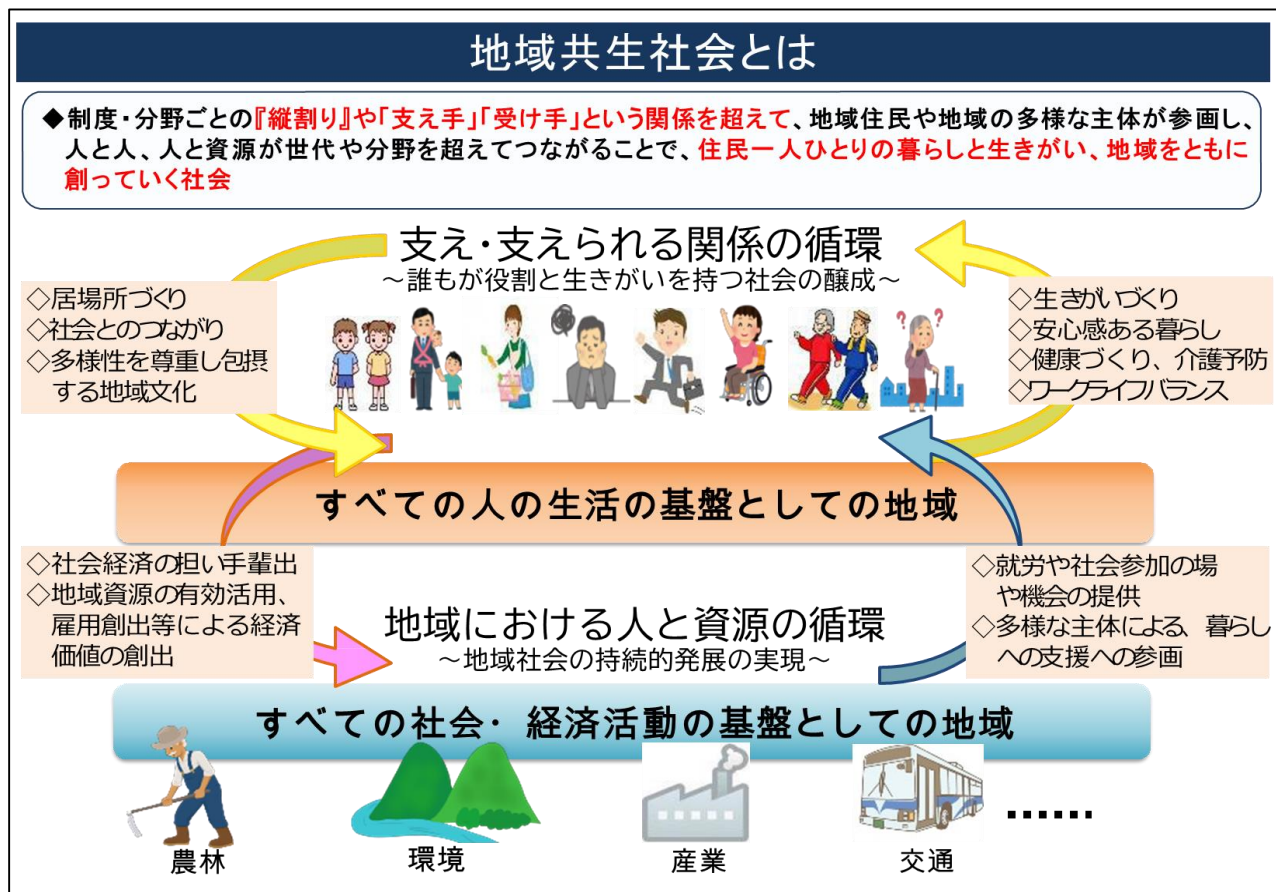 地域共生社会とは
◆制度・分野ごとの『縦割り』や「支え手」「受け手」という関係を超えて、地域住民や地域の多様な主体が参画し、
人と人、人と資源が世代や分野を超えてつながることで、住民一人ひとりの暮らしと生きがい、地域をともに
創っていく社会
支え・支えられる関係の循環
～誰もが役割と生きがいを持つ社会の醸成～
◇居場所づくり
◇社会とのつながり
◇多様性を尊重し包摂
する地域文化
◇生きがいづくり
◇安心感ある暮らし
◇健康づくり、介護予防
◇ワークライフバランス
? ?
すべての人の生活の基盤としての地域
◇社会経済の担い手輩出
◇地域資源の有効活用、
雇用創出等による経済
価値の創出
地域における人と資源の循環
～地域社会の持続的発展の実現～
◇就労や社会参加の場
や機会の提供
◇多様な主体による、暮らし
への支援への参画
すべての社会・経済活動の基盤としての地域
農林
環境
産業
交通
……